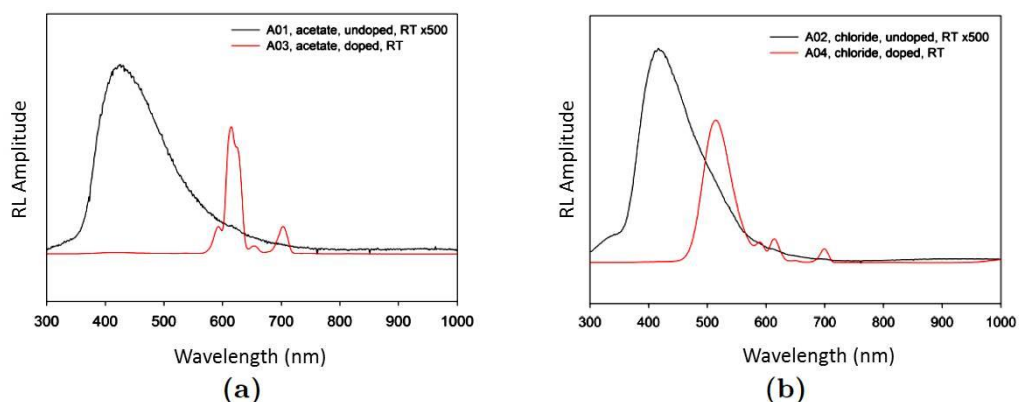 A01, acetate, undoped, RT x500
A03, acetate, doped, RT
RL Amplitude
300 400 500 600 700 800 900 1000
Wavelength (nm)
(a)
A02, chloride, undoped, RT x500
A04, chloride, doped, RT
RL Amplitude
300 400 500 600 700 800 900 1000
Wavelength (nm)
(b)